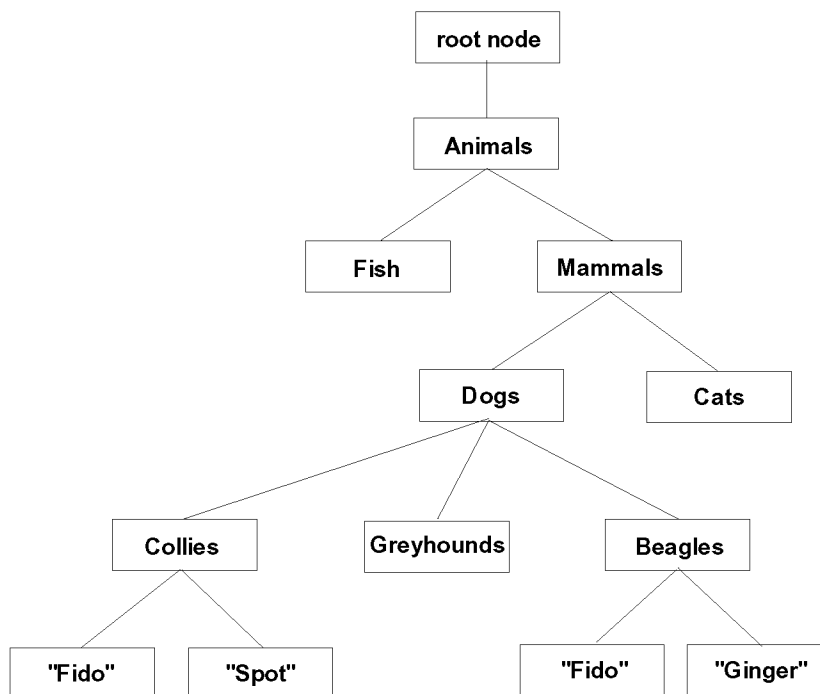 root node
Animals
Fish
Mammals
Dogs
Cats
Collies
Greyhounds
Beagles
"Fido"
"Spot"
"Fido"
"Ginger"